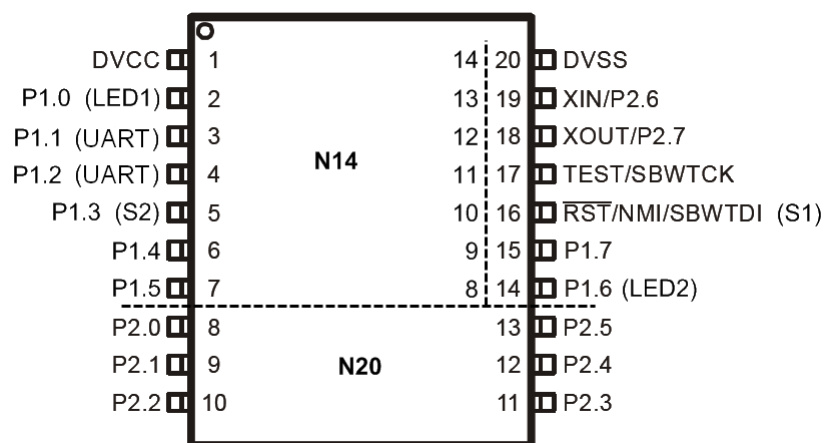 DVCC 1 14 20 DVSS
P1.0 (LED1) 2 13 19 XIN/P2.6
P1.1 (UART) 3 12 18 XOUT/P2.7
P1.2 (UART) 4 N14 11 17 TEST/SBWTCK
P1.3 (S2) 5 10 16 RST/NMI/SBWTDI (S1)
P1.4 6 9 15 P1.7
P1.5 7 8 14 P1.6 (LED2)
P2.0 8 13 P2.5
P2.1 9 N20 12 P2.4
P2.2 10 11 P2.3